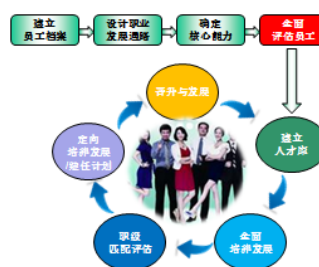 建立
员工档案
设计职业
发展通路
确定
核心能力
全面
评估员工
晋升与发展
建立
人才库
全面
培养发展
职级
匹配评估
定向
培养发展
/继任计划